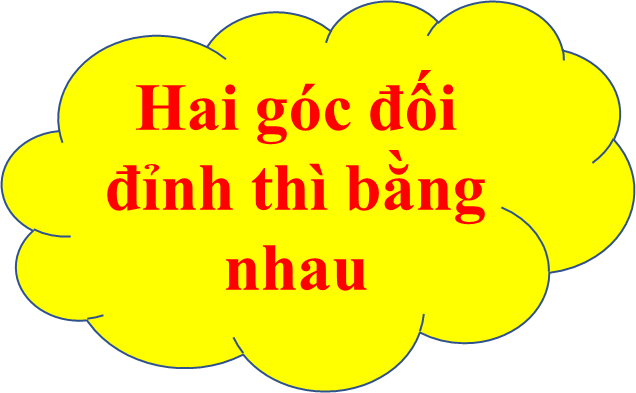 Hai góc đối
đỉnh thì bằng
nhau